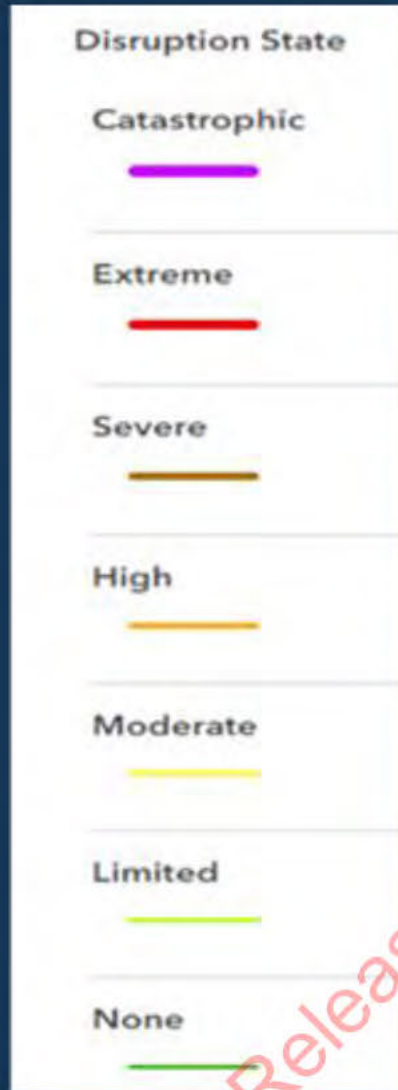 Disruption State
Catastrophic
Extreme
Severe
High
Moderate
Limited
None